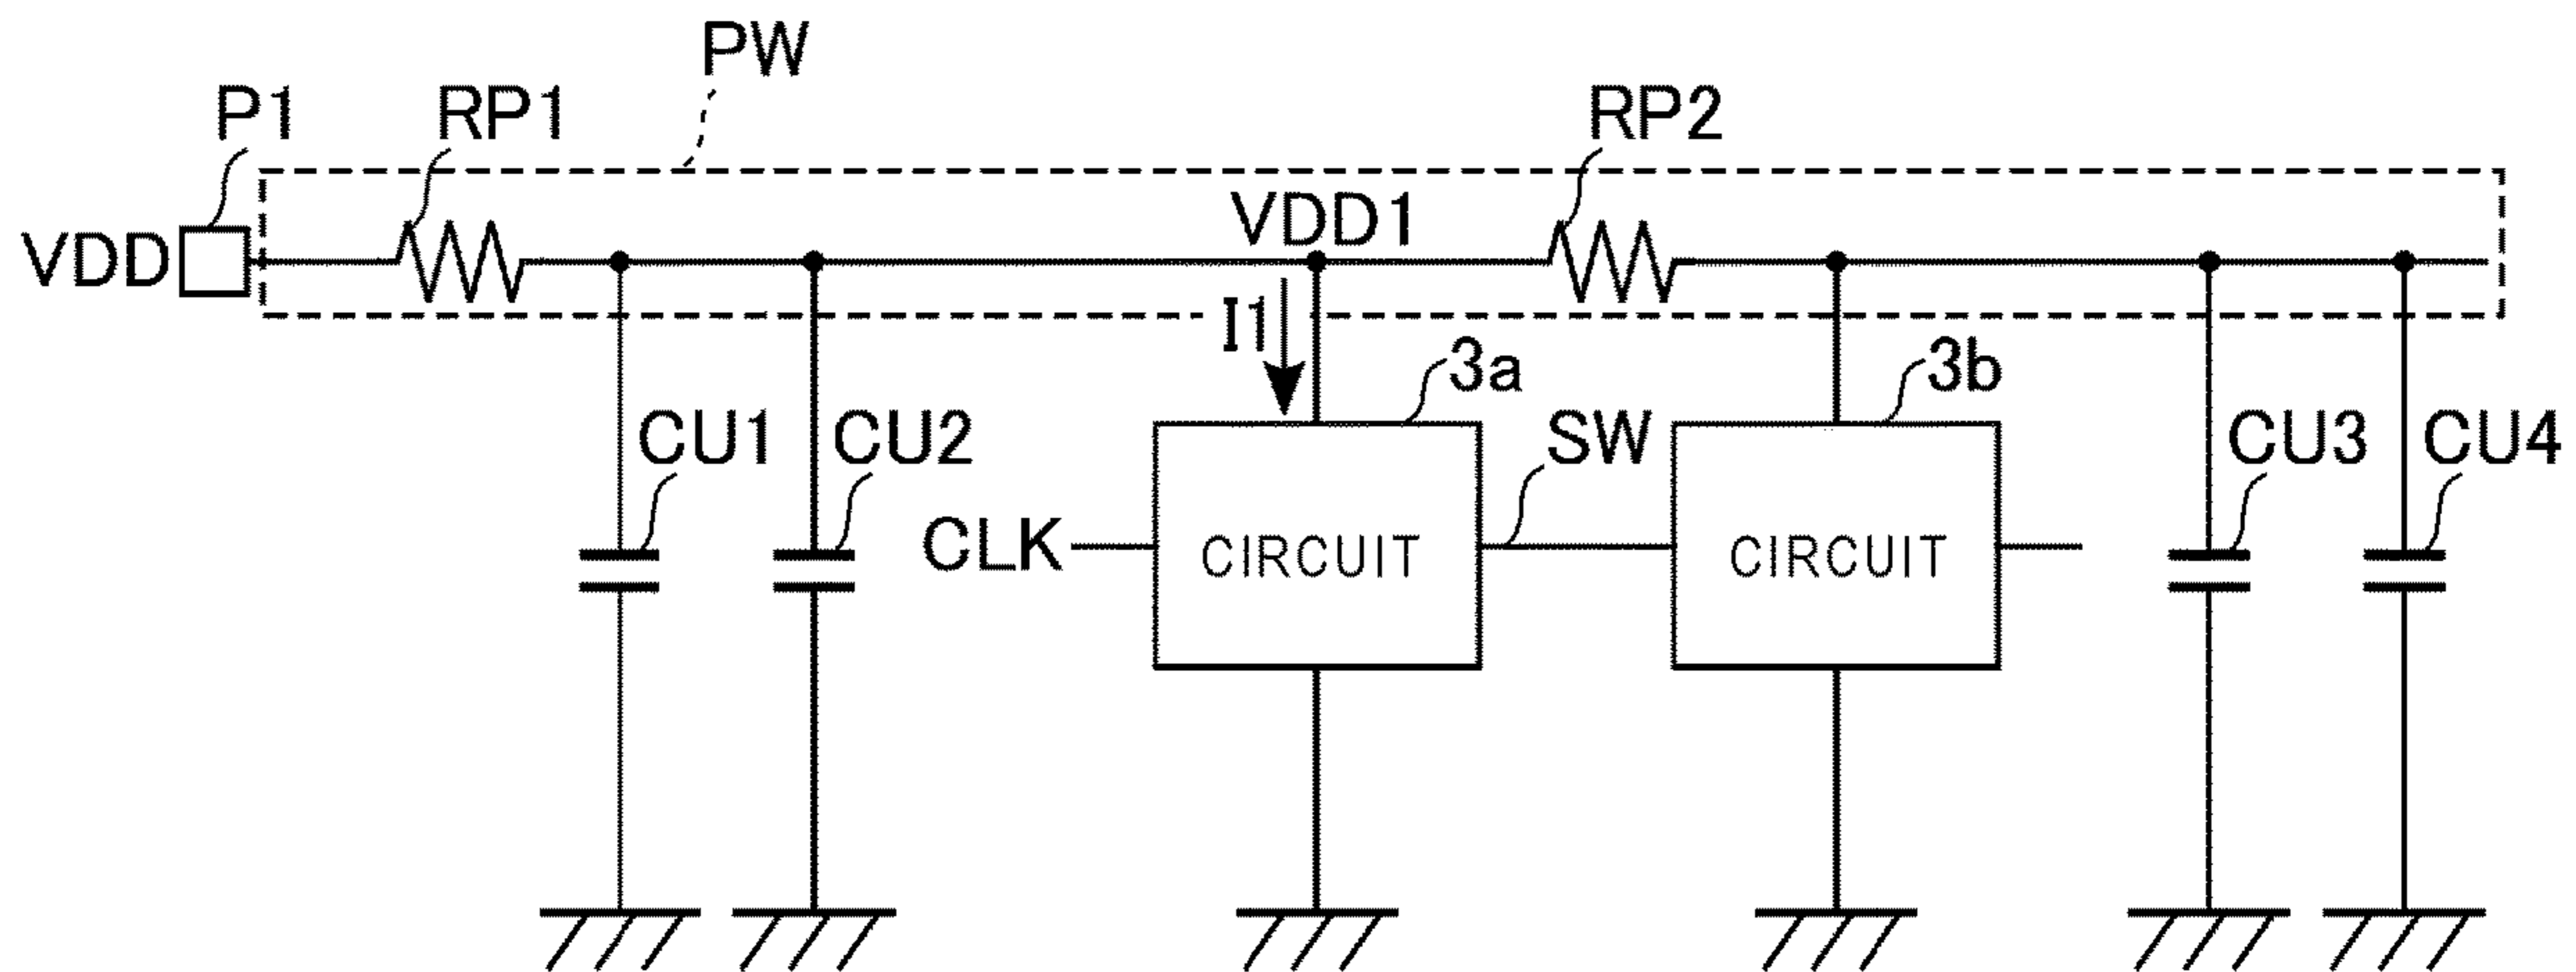 PW
P1
RP1
RP2
VDD
VDD1
I1
3a
3b
CU1
CU2
SW
CU3
CU4
CLK
CIRCUIT
CIRCUIT